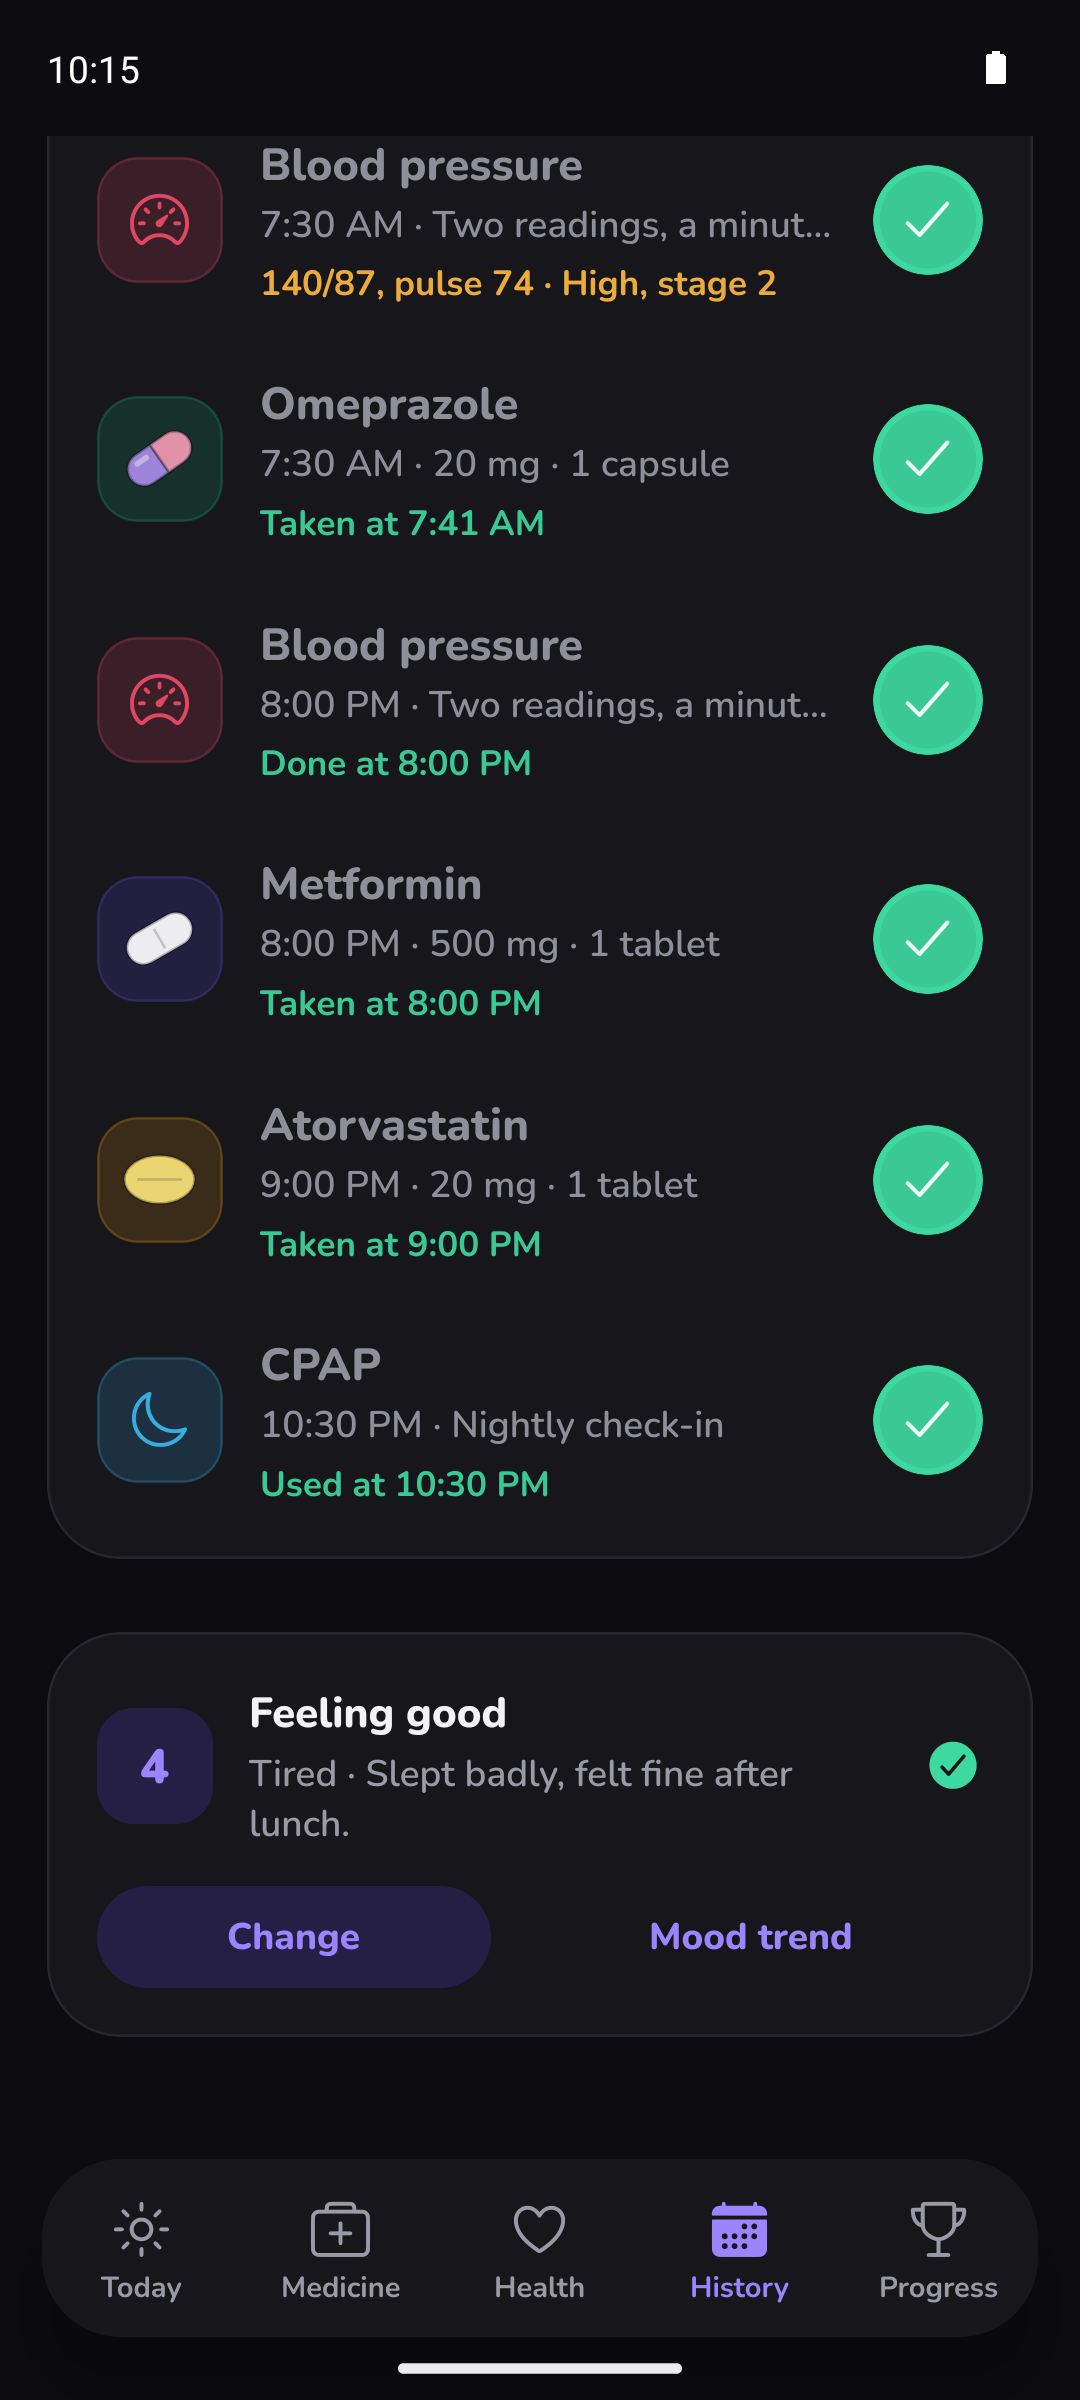 10:15
Blood pressure
7:30 AM · Two readings, a minut...
140/87, pulse 74 · High, stage 2
Omeprazole
7:30 AM · 20 mg · 1 capsule
Taken at 7:41 AM
Blood pressure
8:00 PM · Two readings, a minut...
Done at 8:00 PM
Metformin
8:00 PM · 500 mg · 1 tablet
Taken at 8:00 PM
Atorvastatin
9:00 PM · 20 mg · 1 tablet
Taken at 9:00 PM
CPAP
10:30 PM · Nightly check-in
Used at 10:30 PM
4
Feeling good
Tired · Slept badly, felt fine after
lunch.
Change
Mood trend
Today
Medicine
Health
History
Progress